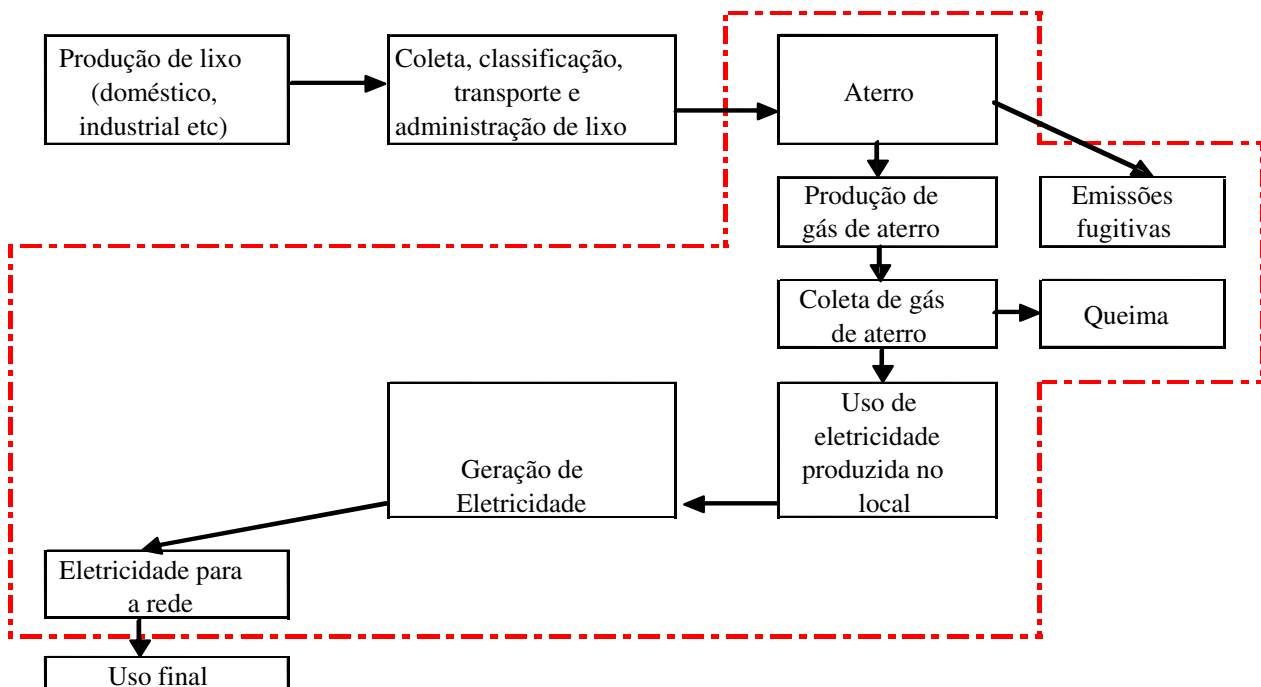 Produção de lixo
(doméstico,
industrial etc)
Coleta, classificação,
transporte e
administração de lixo
Aterro
Produção de
gás de aterro
Emissões
fugitivas
Coleta de gás
de aterro
Queima
Uso de
eletricidade
produzida no
local
Geração de
Eletricidade
Eletricidade para
a rede
Uso final